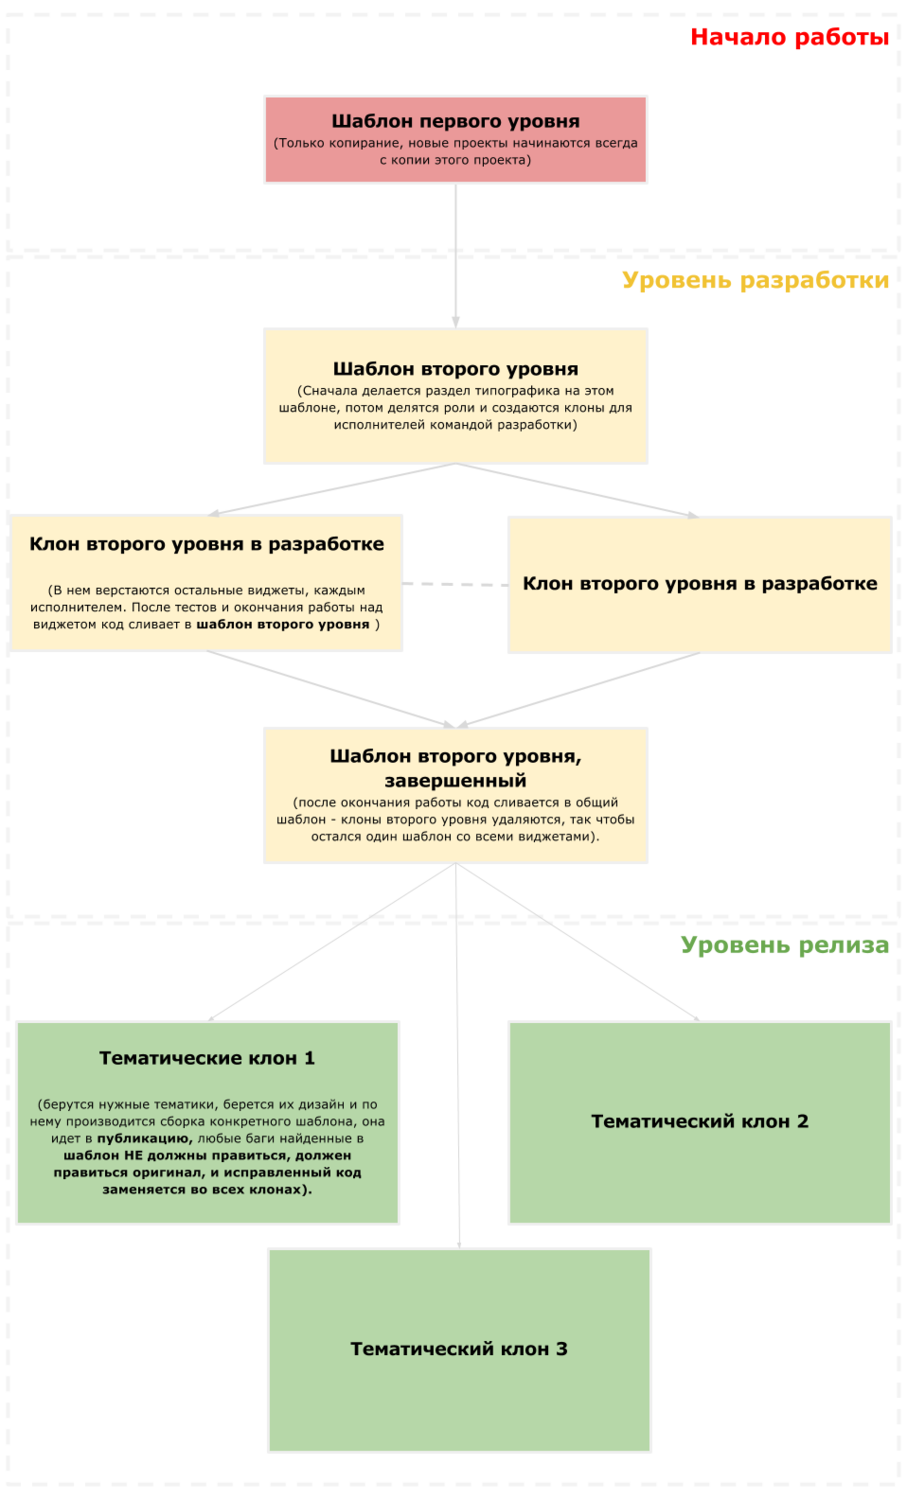 Начало работы
Шаблон первого уровня
(Только копирание, новые проекты начинаются всегда
с копии этого проекта)
Уровень разработки
Шаблон второго уровня
(Сначала делается раздел типографика на этом
шаблоне, потом делятся роли и создаются клоны для
исполнителей командой разработки)
Клон второго уровня в разработке
(В нем верстаются остальные виджеты, каждым
исполнителем. После тестов и окончания работы над
виджетом код сливает в шаблон второго уровня )
Клон второго уровня в разработке
Шаблон второго уровня,
завершенный
(после окончания работы код сливается в общий
шаблон - клоны второго уровня удаляются, так чтобы
остался один шаблон со всеми виджетами).
Уровень релиза
Тематические клон 1
(берутся нужные тематики, берется их дизайн и по
нему производится сборка конкретного шаблона, она
идет в публикацию, любые баги найденные в
шаблон НЕ должны правиться, должен
правиться оригинал, и исправленный код
заменяется во всех клонах).
Тематический клон 2
Тематический клон 3